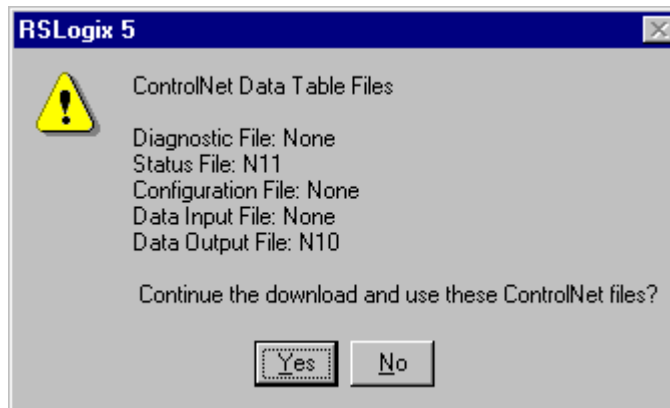 RSLogix 5
ControlNet Data Table Files
Diagnostic File: None
Status File: N11
Configuration File: None
Data Input File: None
Data Output File: N10
Continue the download and use these ControlNet files?
Yes
No